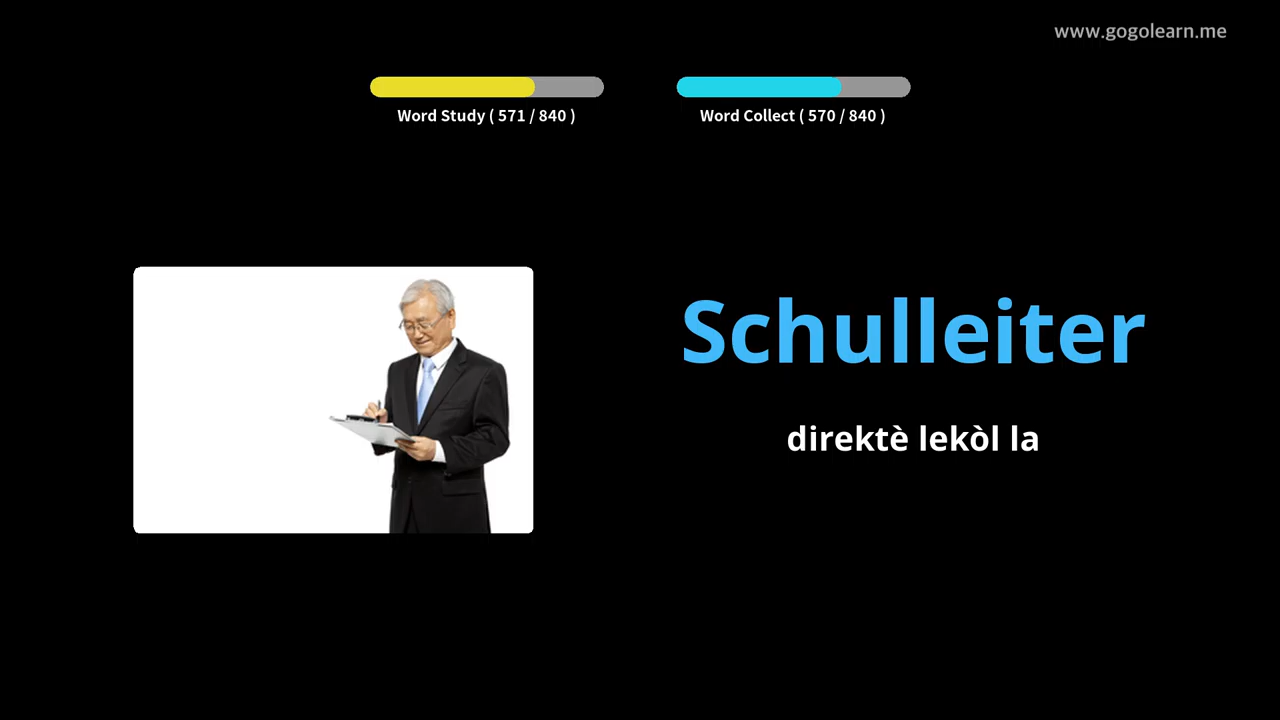 www.gogolearn.me
Word Study ( 571 / 840 )
Word Collect ( 570 / 840 )
Schulleiter
direktè lekòl la